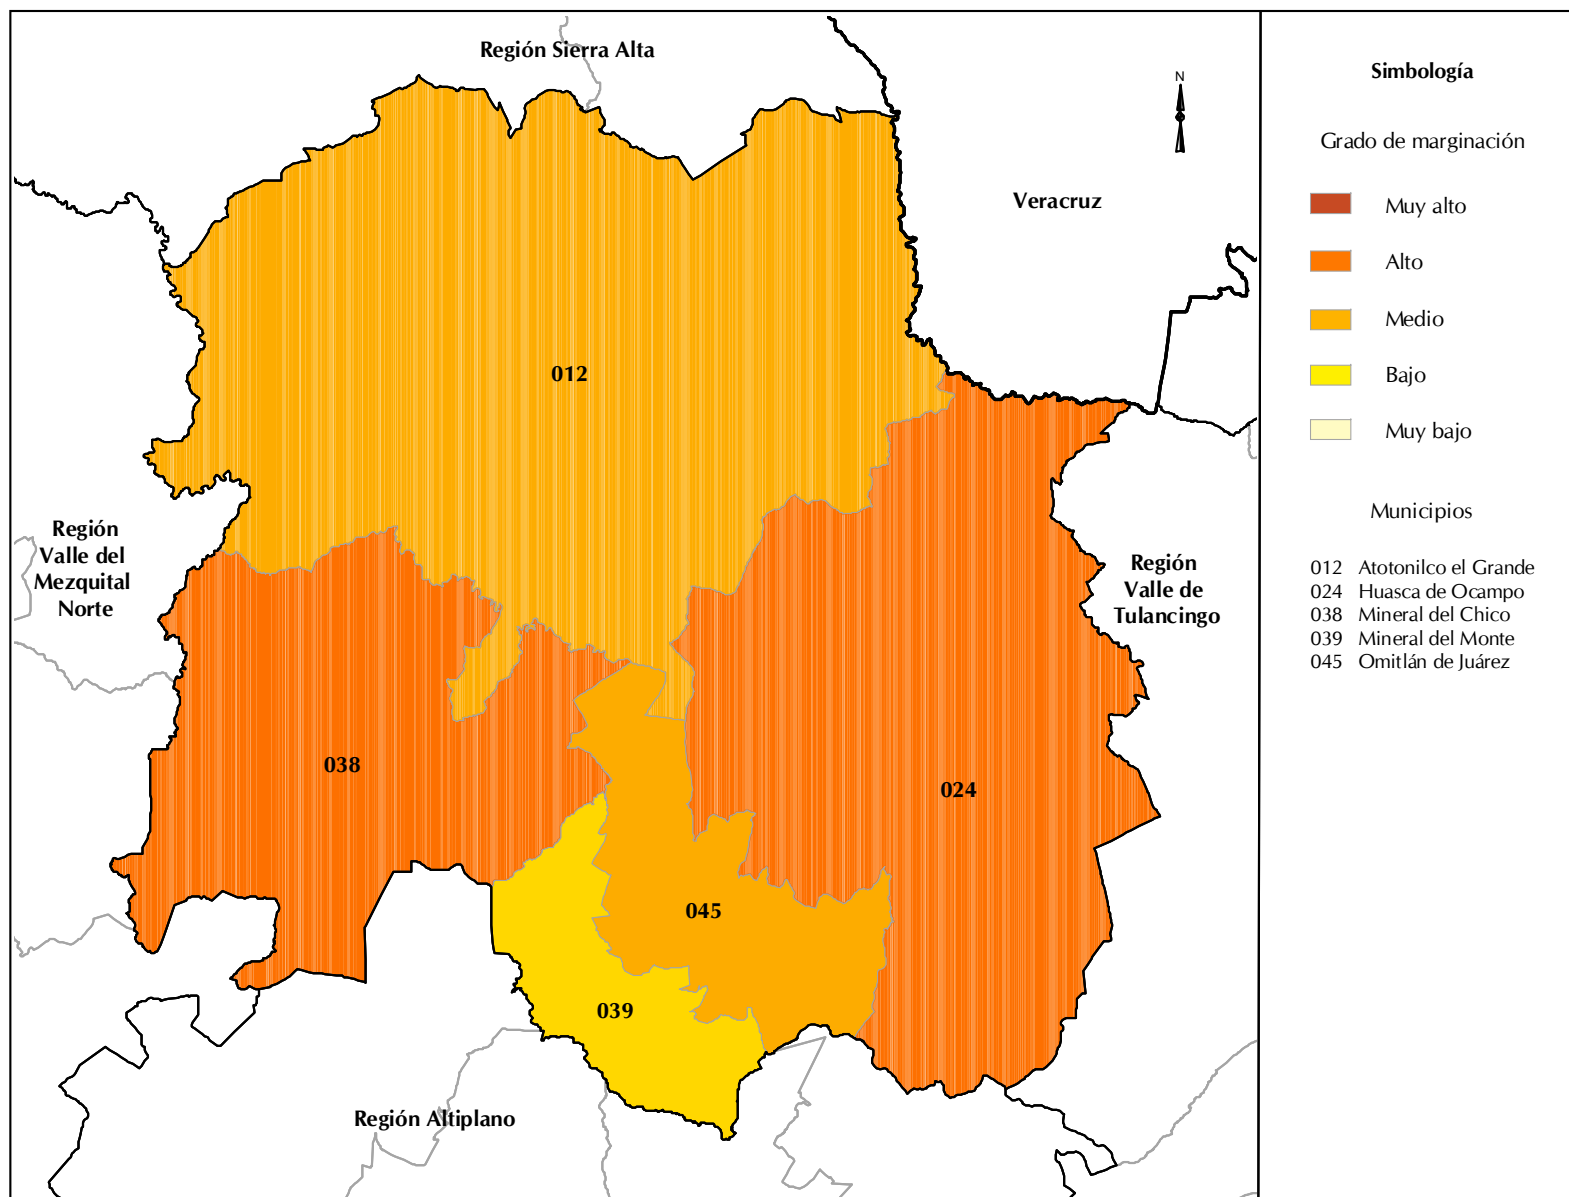 Región Sierra Alta
N
Veracruz
012
Región
Valle del
Mezquital
Norte
Región
Valle de
Tulancingo
038
024
045
039
Región Altiplano
Simbología
Grado de marginación
Muy alto
Alto
Medio
Bajo
Muy bajo
Municipios
012 Atotonilco el Grande
024 Huasca de Ocampo
038 Mineral del Chico
039 Mineral del Monte
045 Omitlán de Juárez